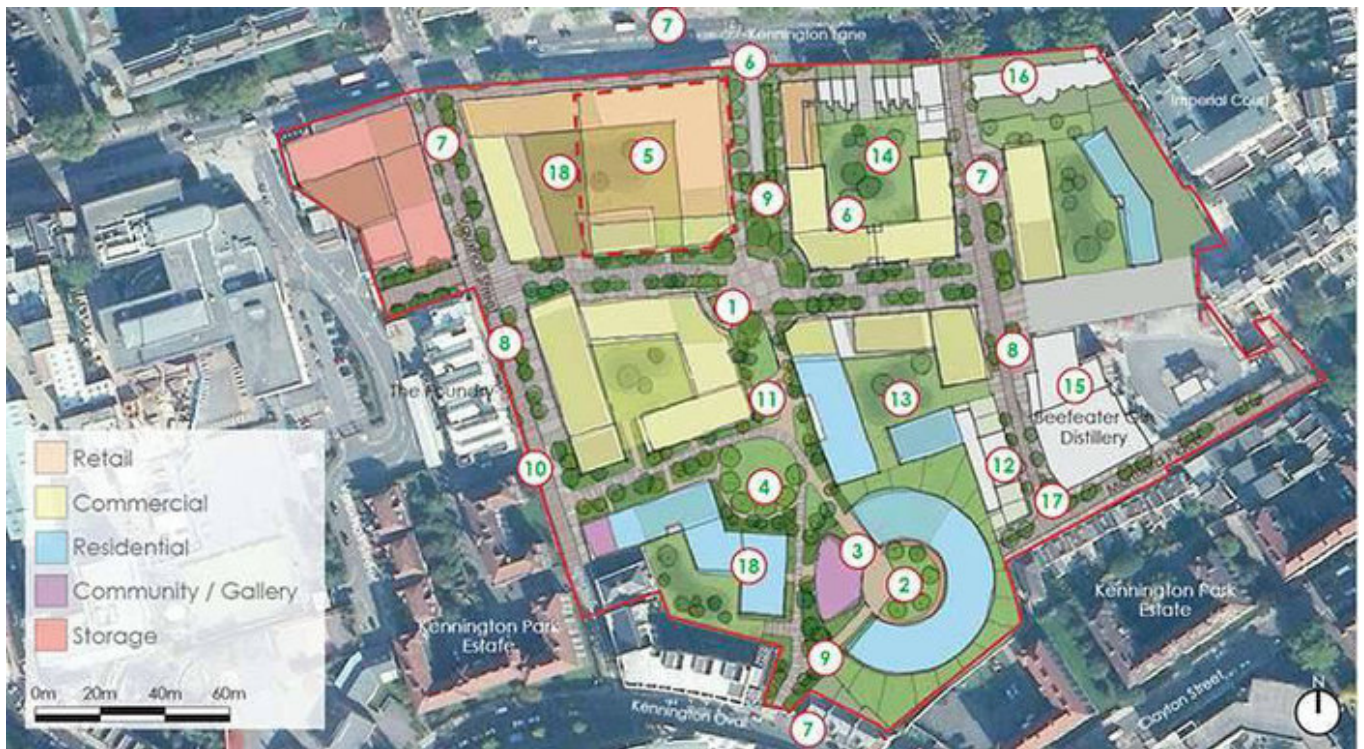 7
Kennington Lane
6
16
Imperial Court
7
18
5
14
7
9
6
1
8
8
The Foundry
11
13
15
Beefeater Gin
Distillery
Retail
Commercial
Residential
Community / Gallery
Storage
0m 20m 40m 60m
10
4
12
17
3
18
2
Kennington Park
Estate
Kennington Park
Estate
9
Kennington Oval
7
Clayton Street
N